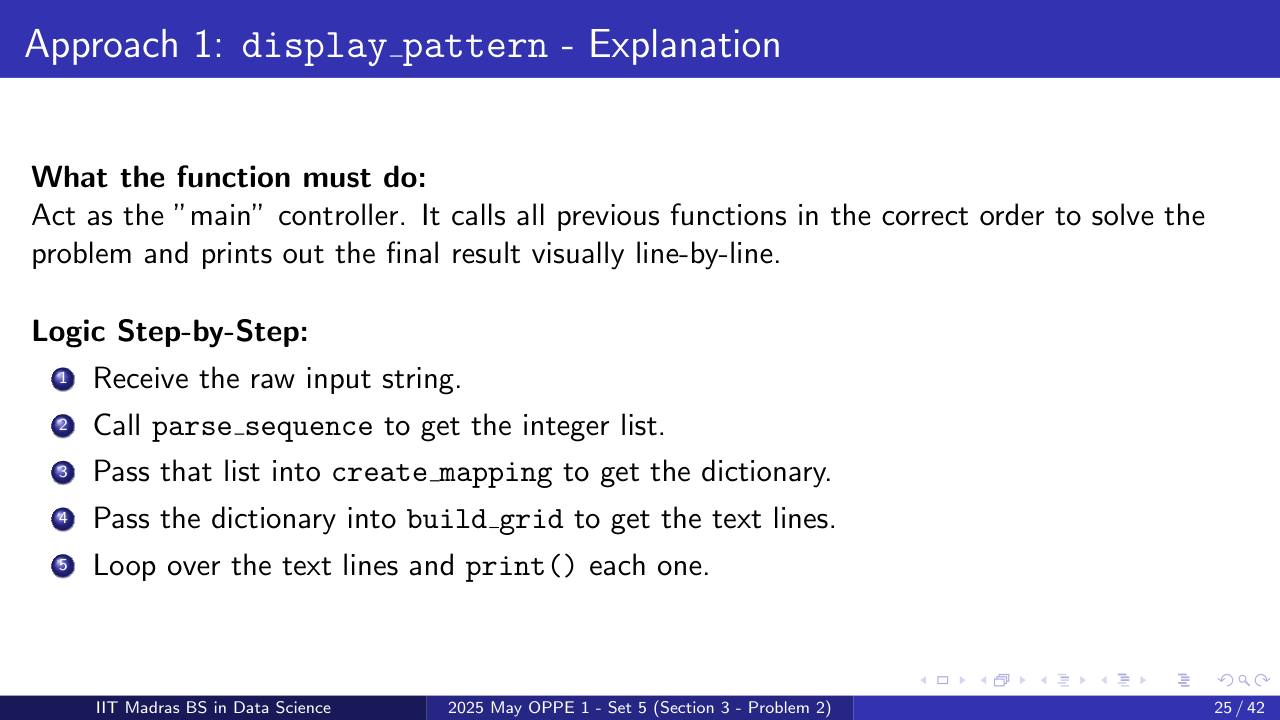 Approach 1: display_pattern - Explanation
What the function must do:
Act as the ”main” controller. It calls all previous functions in the correct order to solve the
problem and prints out the final result visually line-by-line.
Logic Step-by-Step:
1 Receive the raw input string.
2 Call parse_sequence to get the integer list.
3 Pass that list into create_mapping to get the dictionary.
4 Pass the dictionary into build_grid to get the text lines.
5 Loop over the text lines and print() each one.
IIT Madras BS in Data Science 2025 May OPPE 1 - Set 5 (Section 3 - Problem 2) 25 / 42